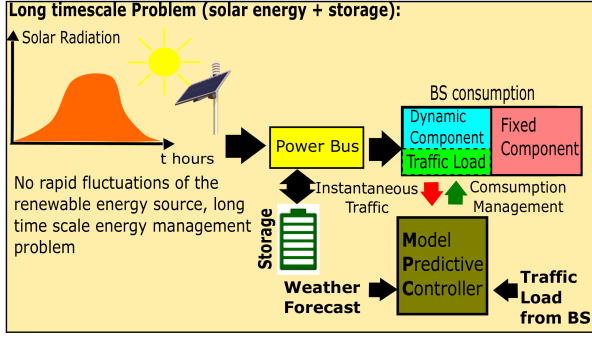 Long timescale Problem (solar energy + storage):
Solar Radiation
t hours
No rapid fluctuations of the
renewable energy source, long
time scale energy management
problem
Power Bus
Storage
BS consumption
Dynamic
Component
Traffic Load
Fixed
Component
Instantaneous
Traffic
Comsumption
Management
Model
Predictive
Controller
Weather
Forecast
Traffic
Load
from BS